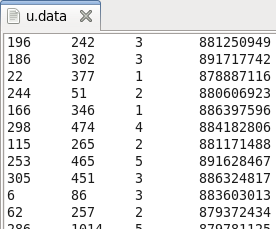 u.data
196 242 3 881250949
186 302 3 891717742
22 377 1 878887116
244 51 2 880606923
166 346 1 886397596
298 474 4 884182806
115 265 2 881171488
253 465 5 891628467
305 451 3 886324817
6 86 3 883603013
62 257 2 879372434
286 1014 5 879781125